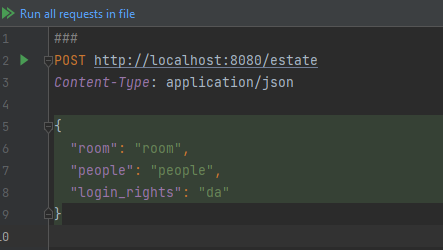 Run all requests in file
1 ###
2 POST http://localhost:8080/estate
3 Content-Type: application/json
4
5 {
6   "room": "room",
7   "people": "people",
8   "login_rights": "da"
9 }
10